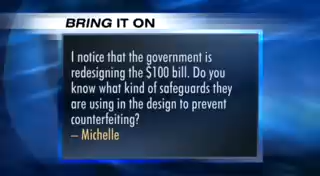 BRING IT ON
I notice that the government is
redesigning the $100 bill. Do you
know what kind of safeguards they
are using in the design to prevent
counterfeiting?
– Michelle